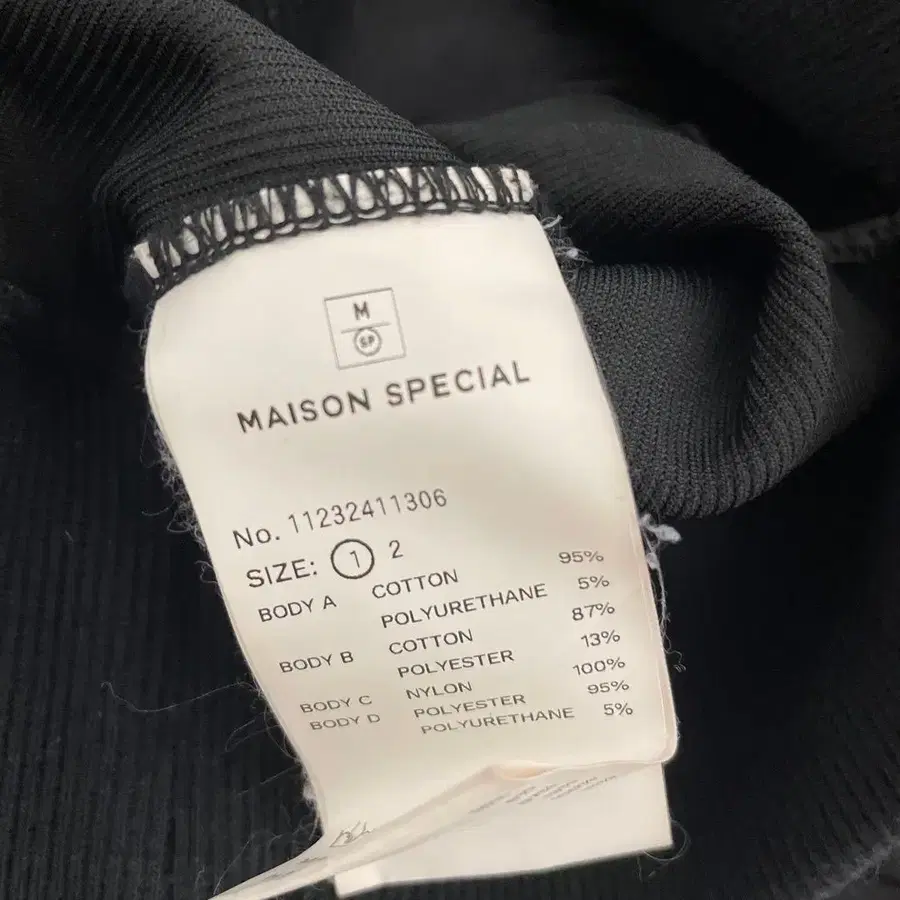 M
SP
MAISON SPECIAL
No. 11232411306
SIZE: 1 2
BODY A COTTON 95%
POLYURETHANE 5%
BODY B COTTON 87%
POLYESTER 13%
BODY C NYLON 100%
BODY D POLYESTER 95%
POLYURETHANE 5%